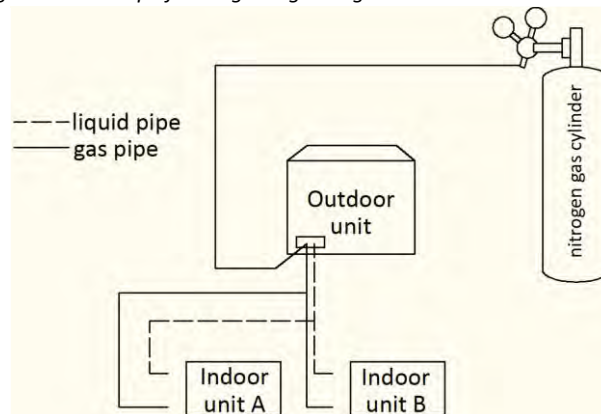 liquid pipe
gas pipe
Outdoor
unit
nitrogen gas cylinder
Indoor
unit A
Indoor
unit B